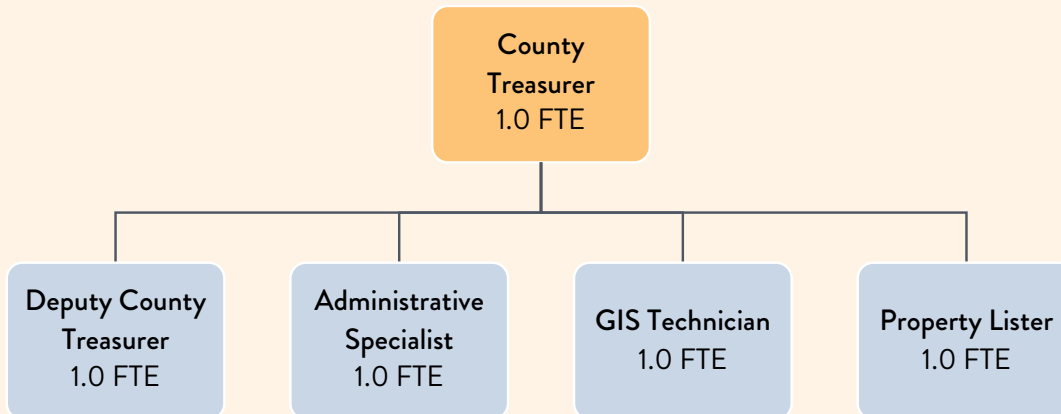 County
Treasurer
1.0 FTE
Deputy County
Treasurer
1.0 FTE
Administrative
Specialist
1.0 FTE
GIS Technician
1.0 FTE
Property Lister
1.0 FTE